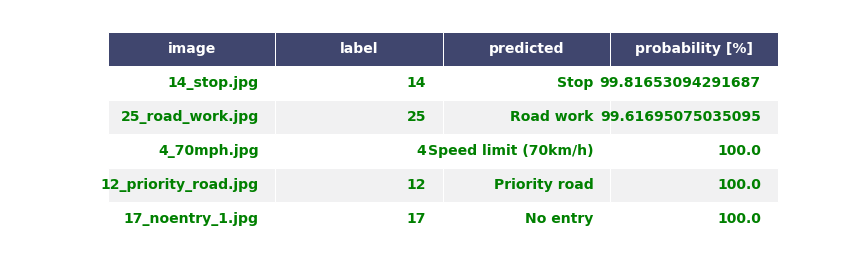 image label predicted probability [%]
14_stop.jpg 14 Stop 99.81653094291687
25_road_work.jpg 25 Road work 99.61695075035095
4_70mph.jpg 4 Speed limit (70km/h) 100.0
12_priority_road.jpg 12 Priority road 100.0
17_noentry_1.jpg 17 No entry 100.0